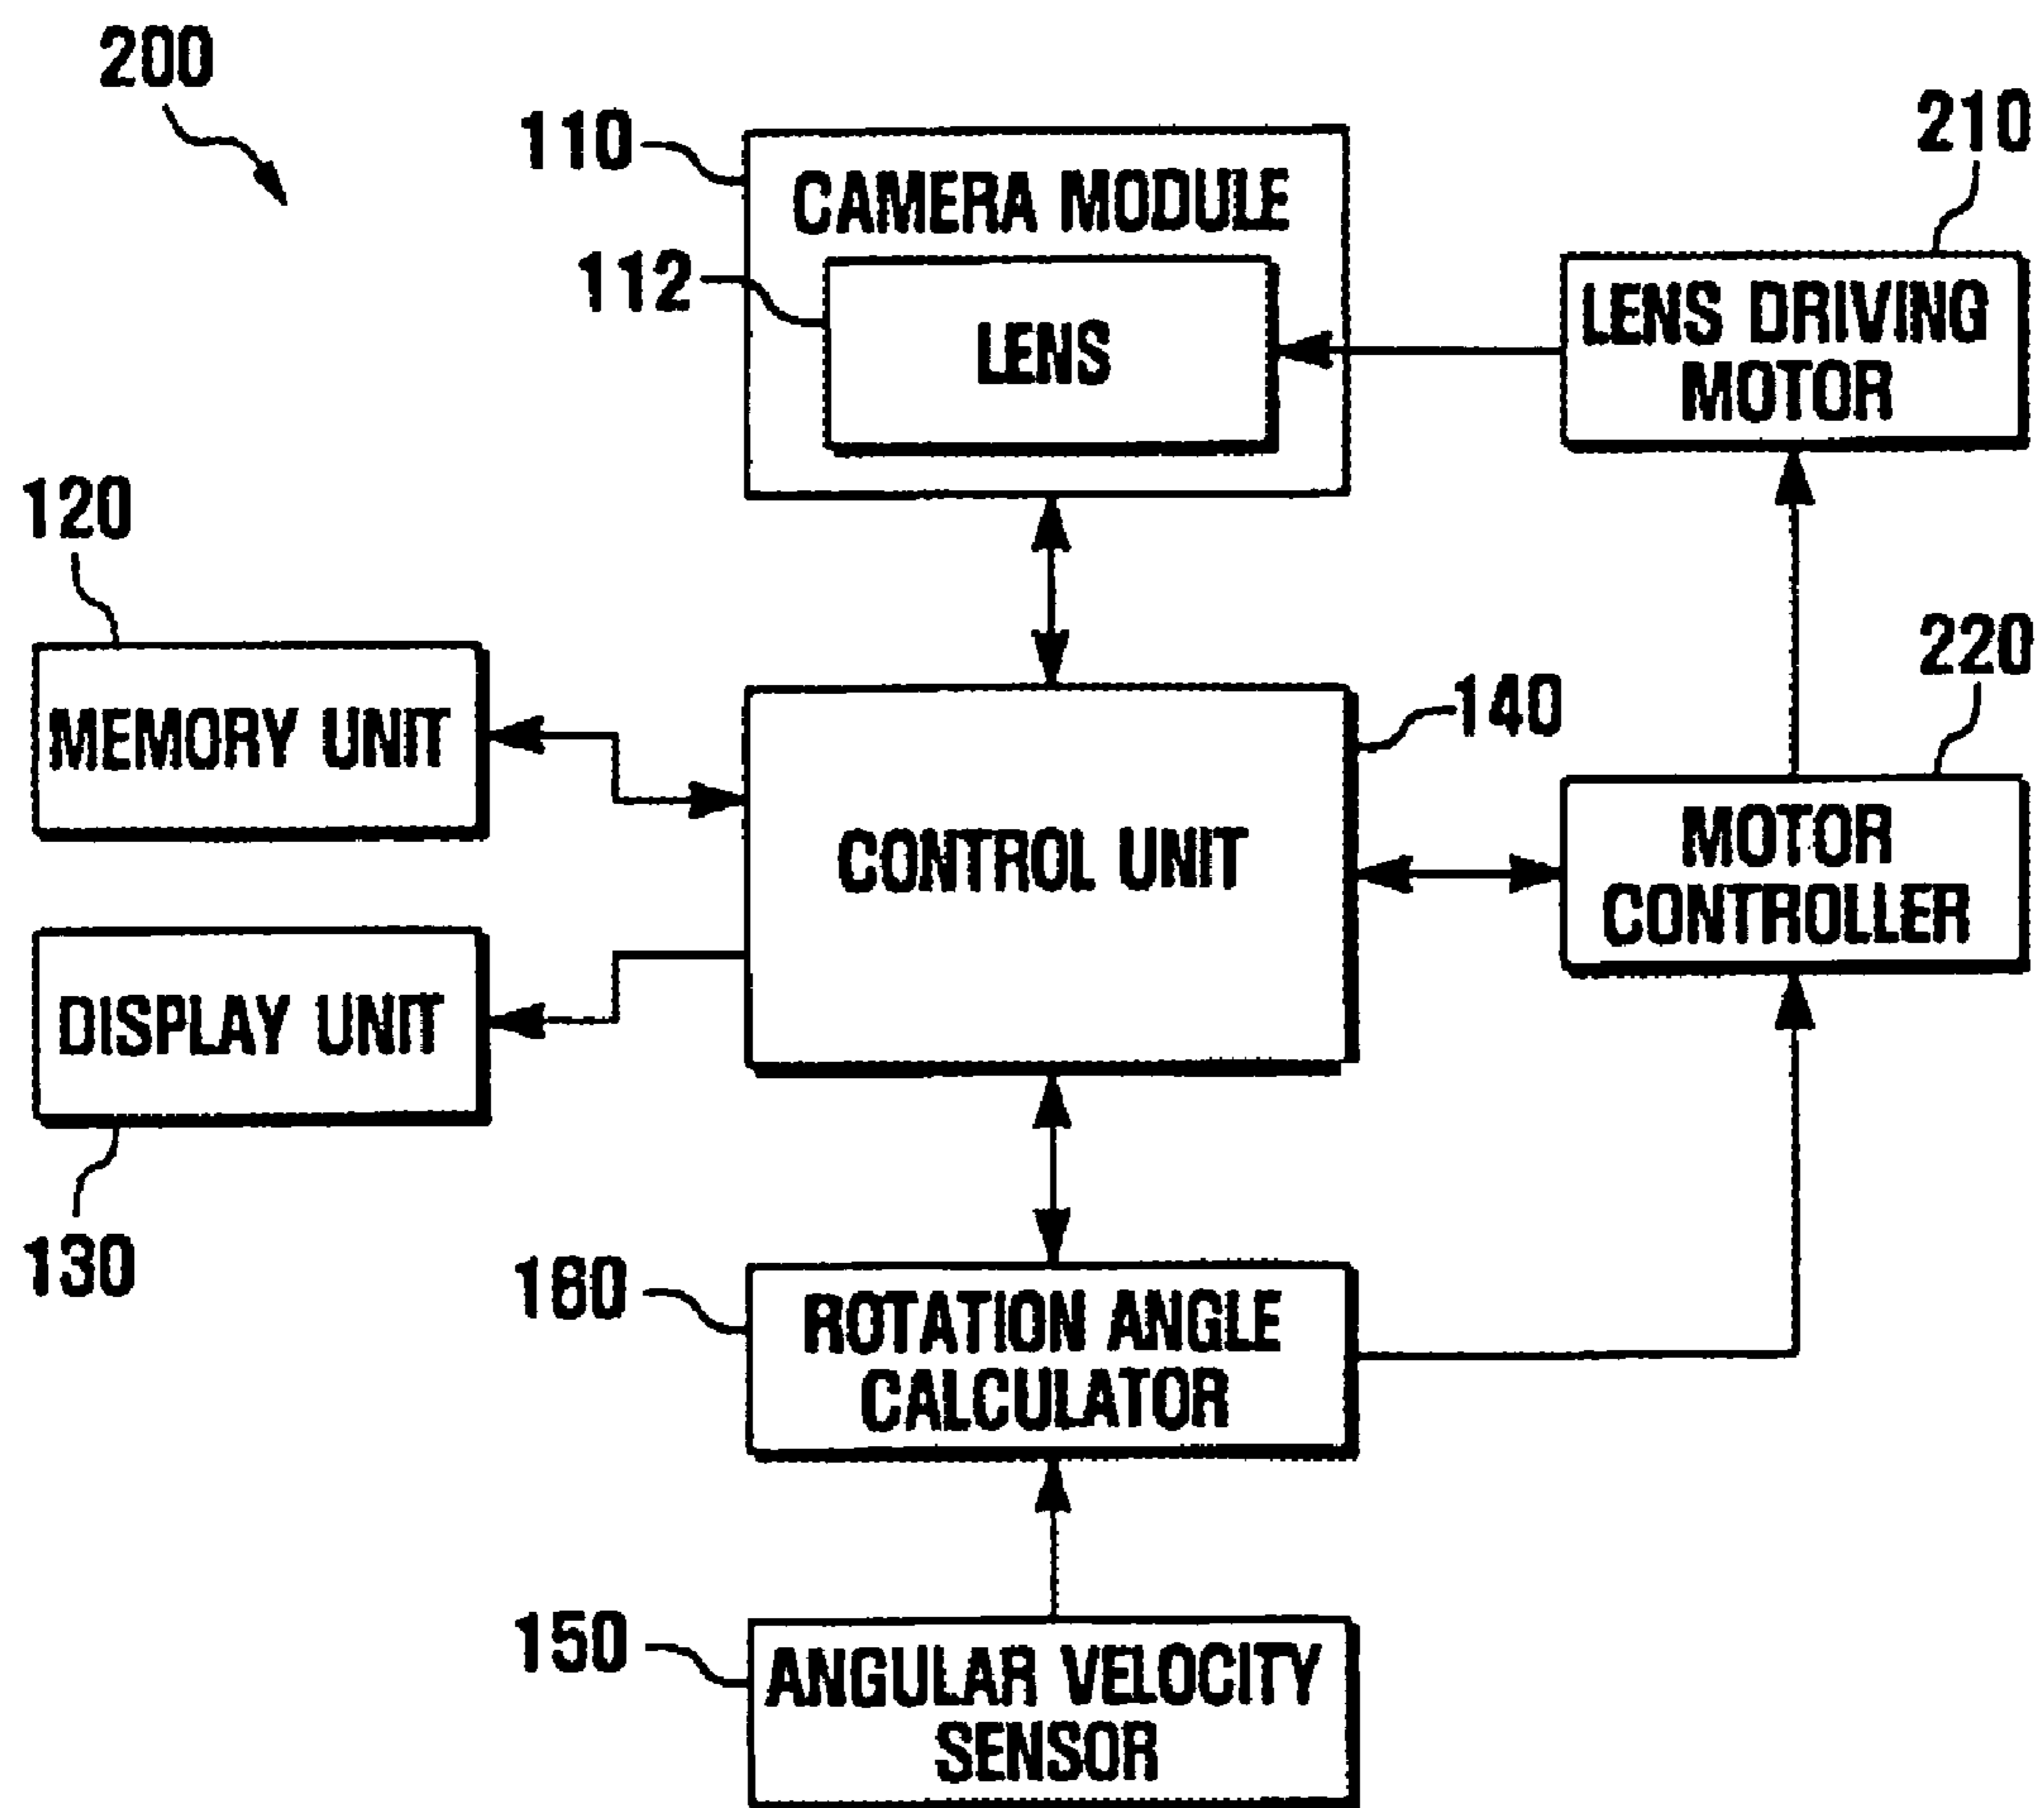 200
110
CAMERA MODULE
112
LENS
210
LENS DRIVING
MOTOR
120
MEMORY UNIT
140
CONTROL UNIT
220
MOTOR
CONTROLLER
DISPLAY UNIT
130
160
ROTATION ANGLE
CALCULATOR
150
ANGULAR VELOCITY
SENSOR